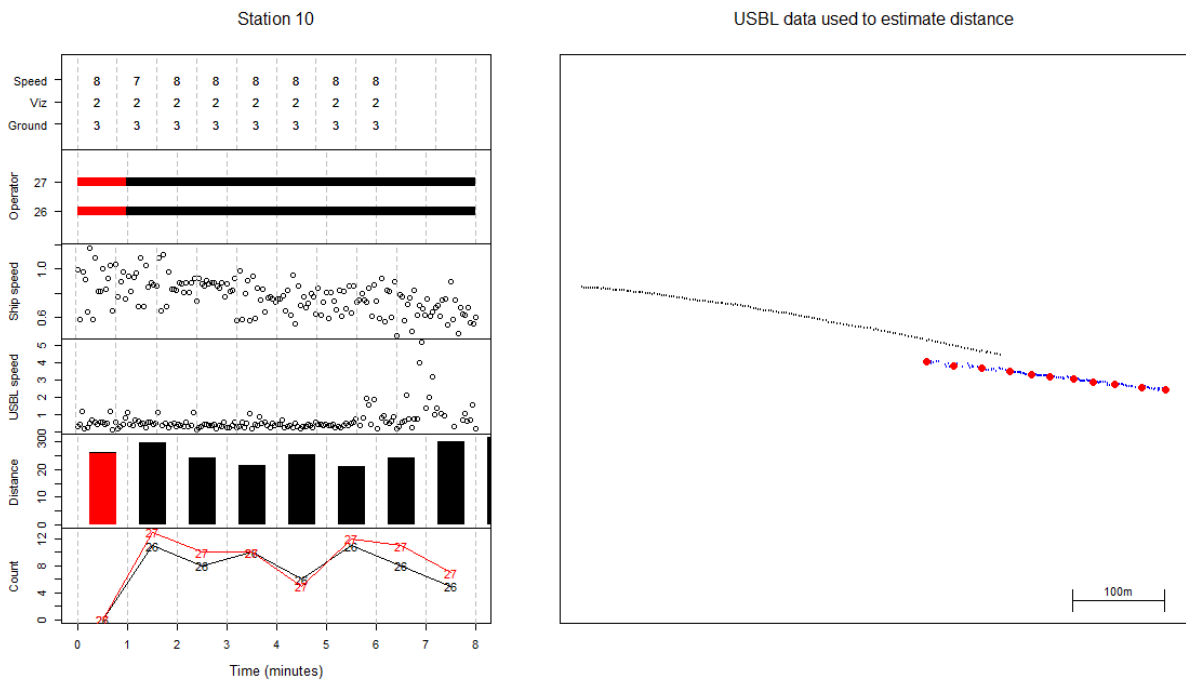 Station 10
USBL data used to estimate distance
Speed 8 7 8 8 8 8 8 8
Viz 2 2 2 2 2 2 2 2
Ground 3 3 3 3 3 3 3 3
Operator
27
26
Ship speed
1.0
0.6
USBL speed
5
4
3
2
1
0
Distance
300
20
10
0
Count
12
8
4
0
26 27 26 27 26 27 26 27 26 27 26 27 26 27 26
0 1 2 3 4 5 6 7 8
Time (minutes)
100m